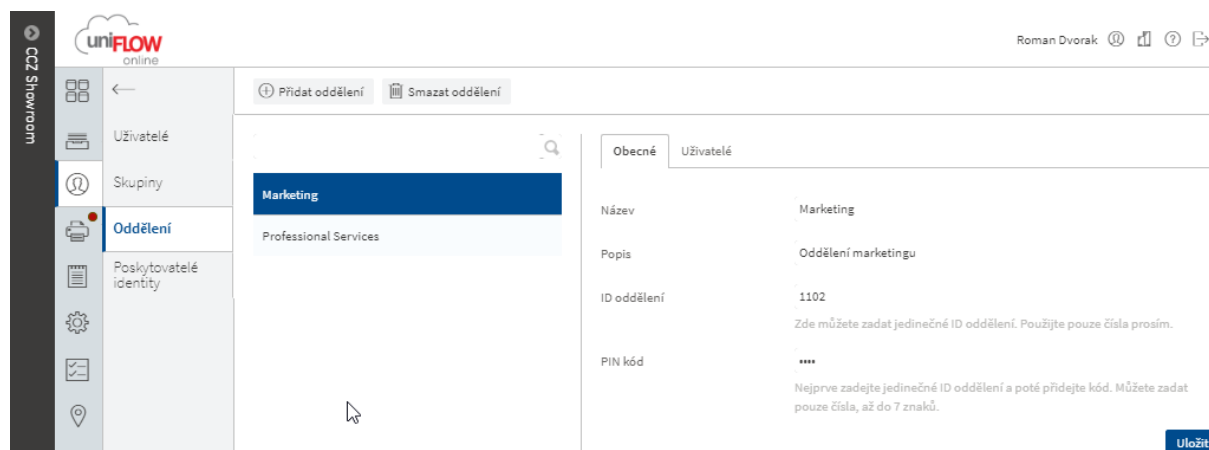 CCZ Showroom
uniFLOW
online
Roman Dvorak
Přidat oddělení
Smazat oddělení
Uživatelé
Skupiny
Oddělení
Poskytovatelé
identity
Marketing
Professional Services
Obecné
Uživatelé
Název
Marketing
Popis
Oddělení marketingu
ID oddělení
1102
Zde můžete zadat jedinečné ID oddělení. Použijte pouze čísla prosím.
PIN kód
••••
Nejprve zadejte jedinečné ID oddělení a poté přidejte kód. Můžete zadat
pouze čísla, až do 7 znaků.
Uložit